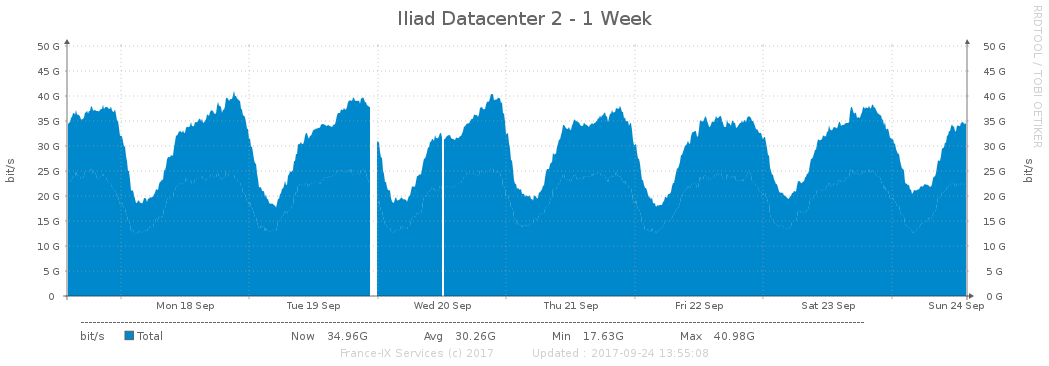 Iliad Datacenter 2 - 1 Week
RRDTOOL / TOBI OETIKER
50 G 50 G
45 G 45 G
40 G 40 G
35 G 35 G
30 G 30 G
25 G 25 G
20 G 20 G
15 G 15 G
10 G 10 G
5 G 5 G
0 0 G
bit/s
bit/s
Mon 18 Sep Tue 19 Sep Wed 20 Sep Thu 21 Sep Fri 22 Sep Sat 23 Sep Sun 24 Sep
bit/s Total Now 34.96G Avg 30.26G Min 17.63G Max 40.98G
France-IX Services (c) 2017 Updated : 2017-09-24 13:55:08